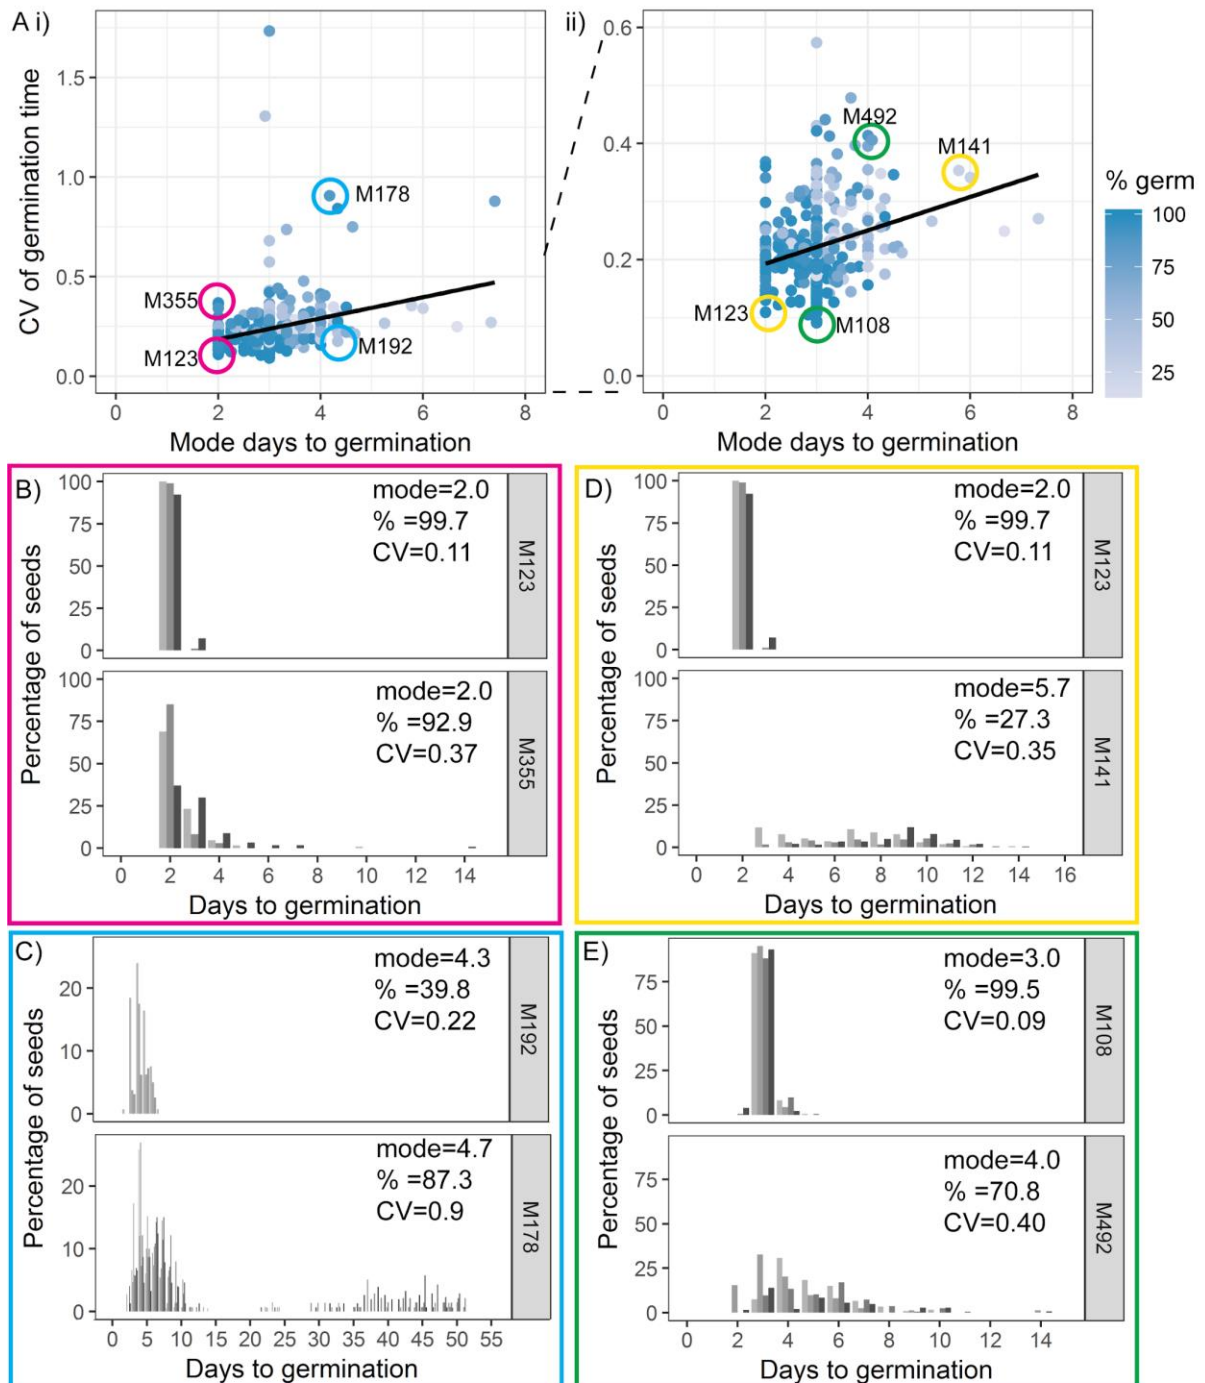 A i)
CV of germination time
1.5
1.0
0.5
0.0
M178
M355
M192
M123
0 2 4 6 8
Mode days to germination
ii)
0.6
0.4
0.2
0.0
M492
M141
M123
M108
0 2 4 6 8
Mode days to germination
% germ
100
75
50
25
B)
Percentage of seeds
100
75
50
25
0
mode=2.0
% =99.7
CV=0.11
M123
100
75
50
25
0
mode=2.0
% =92.9
CV=0.37
M355
0 2 4 6 8 10 12 14
Days to germination
D)
Percentage of seeds
100
75
50
25
0
mode=2.0
% =99.7
CV=0.11
M123
100
75
50
25
0
mode=5.7
% =27.3
CV=0.35
M141
0 2 4 6 8 10 12 14 16
Days to germination
C)
Percentage of seeds
20
10
0
mode=4.3
% =39.8
CV=0.22
M192
20
10
0
mode=4.7
% =87.3
CV=0.9
M178
0 5 10 15 20 25 30 35 40 45 50 55
Days to germination
E)
Percentage of seeds
75
50
25
0
mode=3.0
% =99.5
CV=0.09
M108
75
50
25
0
mode=4.0
% =70.8
CV=0.40
M492
0 2 4 6 8 10 12 14
Days to germination